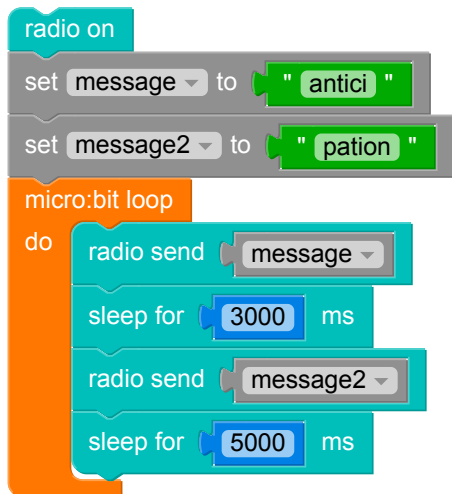 radio on
set message to " antici "
set message2 to " pation "
micro:bit loop
do radio send message
sleep for 3000 ms
radio send message2
sleep for 5000 ms